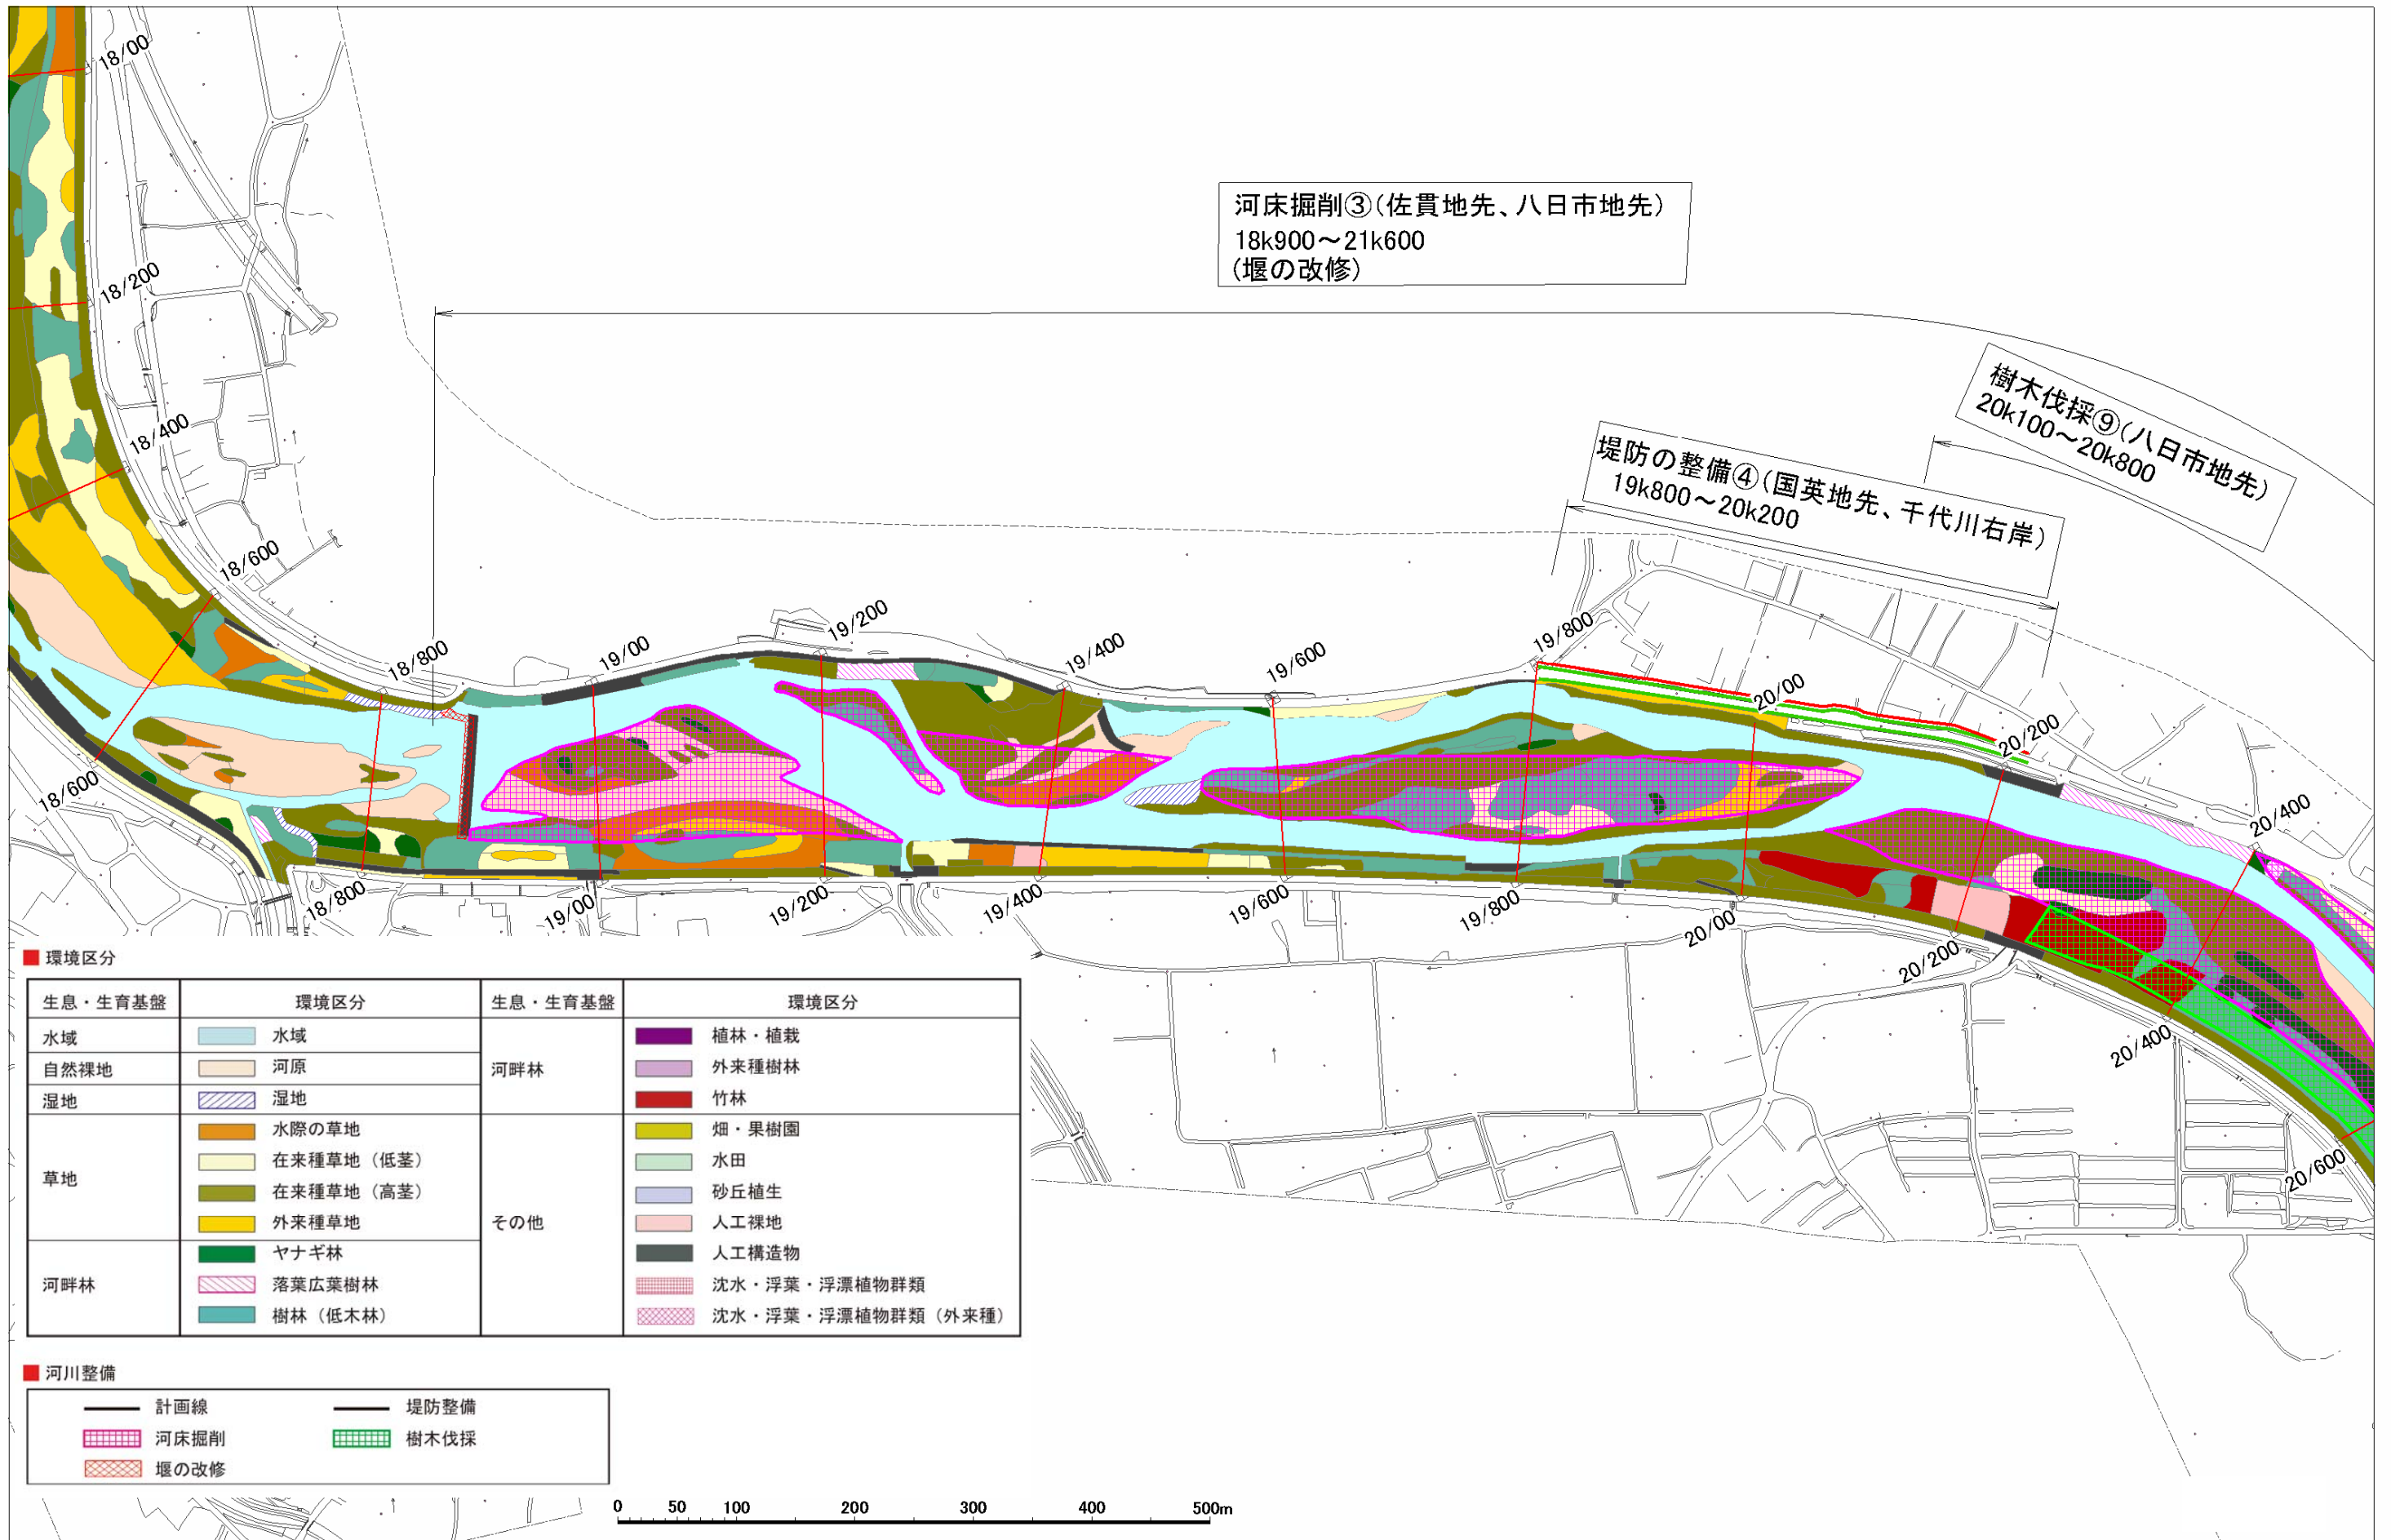 18/00
18/200
18/400
18/600
18/800
19/00
19/200
19/400
19/600
19/800
20/00
20/200
20/400
河床掘削③(佐貫地先、八日市地先)
18k900～21k600
(堰の改修)
樹木伐採⑨(八日市地先)
20k100～20k800
堤防の整備④(国英地先、千代川右岸)
19k800～20k200
18/600
18/800
19/00
19/200
19/400
19/600
19/800
20/00
20/200
20/400
20/600
環境区分
生息・生育基盤 環境区分 生息・生育基盤 環境区分
水域 水域
自然裸地 河原
湿地 湿地
草地
水際の草地
在来種草地（低茎）
在来種草地（高茎）
外来種草地
河畔林
ヤナギ林
落葉広葉樹林
樹林（低木林）
河畔林
植林・植栽
外来種樹林
竹林
その他
畑・果樹園
水田
砂丘植生
人工裸地
人工構造物
沈水・浮葉・浮漂植物群類
沈水・浮葉・浮漂植物群類（外来種）
河川整備
計画線 堤防整備
河床掘削 樹木伐採
堰の改修
0 50 100 200 300 400 500m